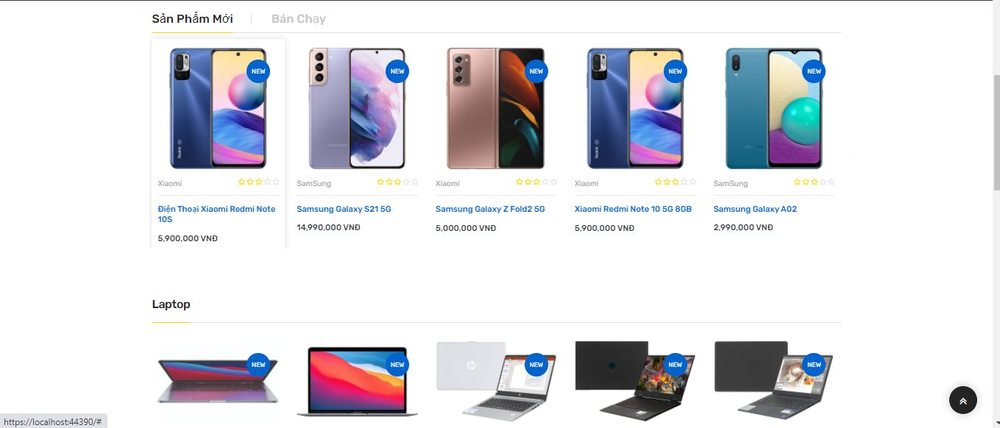 Sản Phẩm Mới
Bán Chạy
NEW
NEW
NEW
NEW
NEW
Xiaomi
SamSung
Xiaomi
Xiaomi
SamSung
Điện Thoại Xiaomi Redmi Note
10S
Samsung Galaxy S21 5G
Samsung Galaxy Z Fold2 5G
Xiaomi Redmi Note 10 5G 8GB
Samsung Galaxy A02
5,900,000 VNĐ
14,990,000 VNĐ
5,000,000 VNĐ
5,900,000 VNĐ
2,990,000 VNĐ
Laptop
NEW
NEW
NEW
NEW
NEW
https://localhost:44390/#